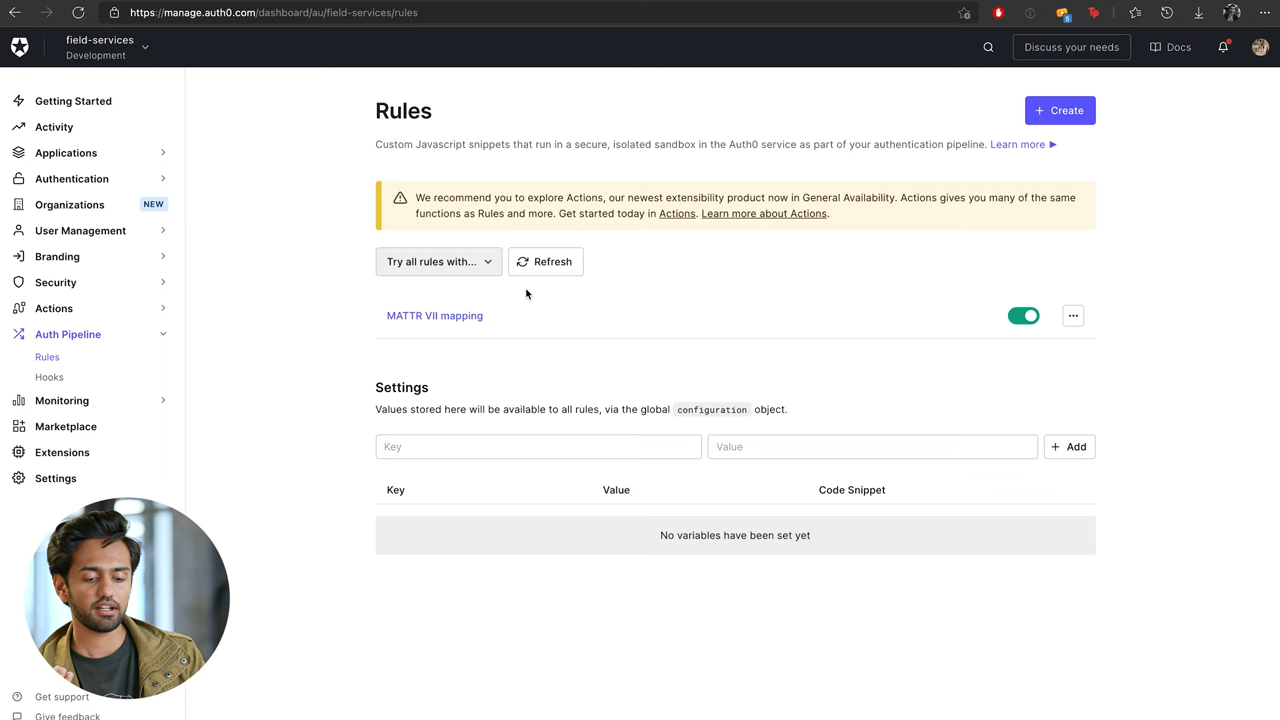 https://manage.auth0.com/dashboard/au/field-services/rules
5
field-services
Development
Discuss your needs
Docs
Getting Started
Activity
Applications
Authentication
Organizations NEW
User Management
Branding
Security
Actions
Auth Pipeline
Rules
Hooks
Monitoring
Marketplace
Extensions
Settings
Get support
Give feedback
Rules
+ Create
Custom Javascript snippets that run in a secure, isolated sandbox in the Auth0 service as part of your authentication pipeline. Learn more ▶
We recommend you to explore Actions, our newest extensibility product now in General Availability. Actions gives you many of the same
functions as Rules and more. Get started today in Actions. Learn more about Actions.
Try all rules with...
Refresh
MATTR VII mapping
Settings
Values stored here will be available to all rules, via the global configuration object.
Key Value + Add
Key Value Code Snippet
No variables have been set yet